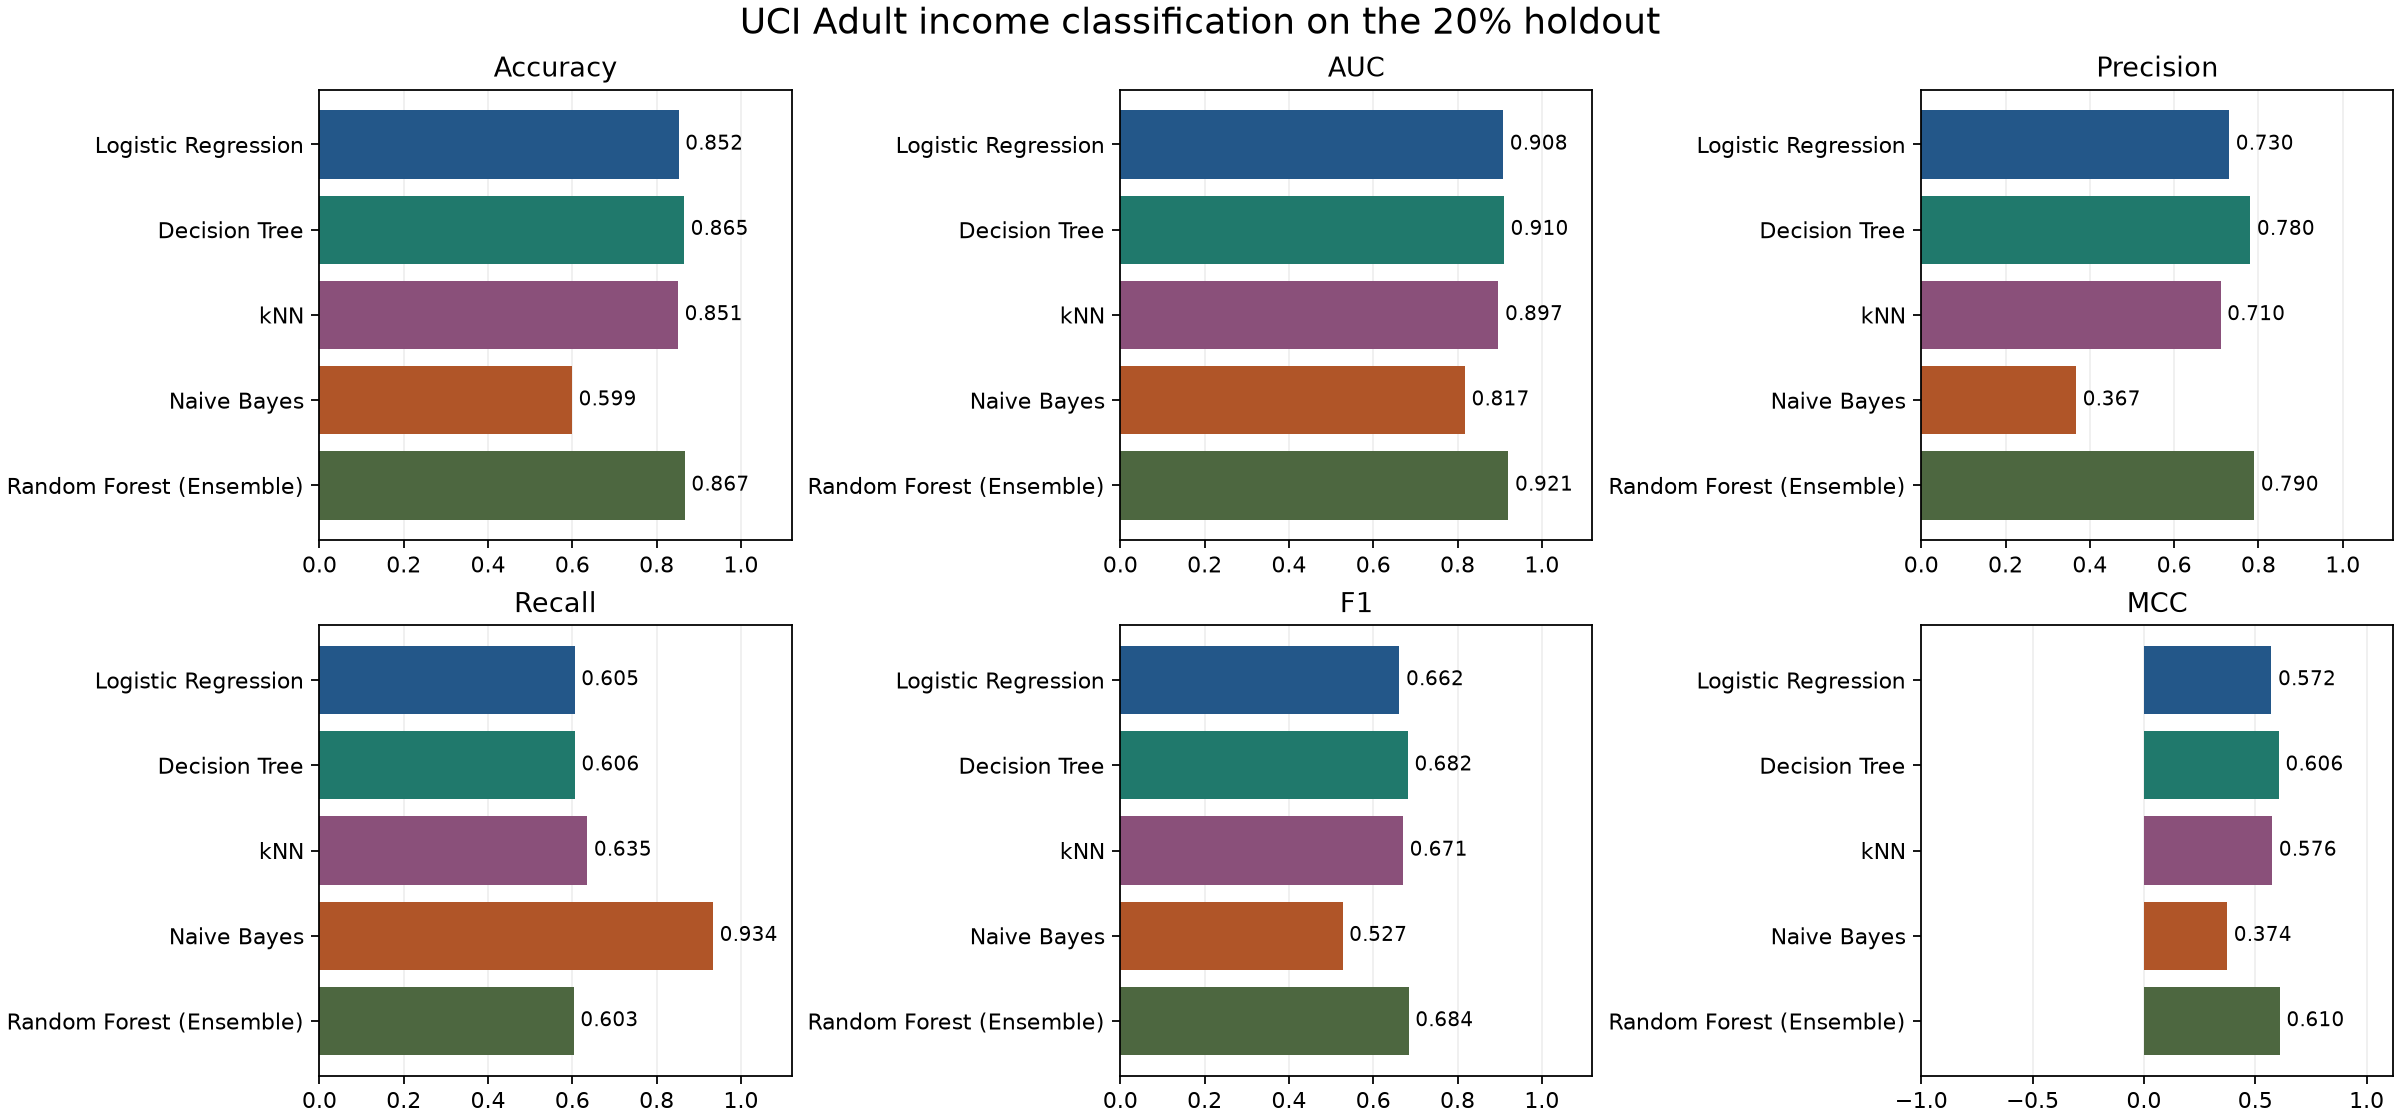 UCI Adult income classification on the 20% holdout
Accuracy
Logistic Regression 0.852
Decision Tree 0.865
kNN 0.851
Naive Bayes 0.599
Random Forest (Ensemble) 0.867
0.0 0.2 0.4 0.6 0.8 1.0
AUC
Logistic Regression 0.908
Decision Tree 0.910
kNN 0.897
Naive Bayes 0.817
Random Forest (Ensemble) 0.921
0.0 0.2 0.4 0.6 0.8 1.0
Precision
Logistic Regression 0.730
Decision Tree 0.780
kNN 0.710
Naive Bayes 0.367
Random Forest (Ensemble) 0.790
0.0 0.2 0.4 0.6 0.8 1.0
Recall
Logistic Regression 0.605
Decision Tree 0.606
kNN 0.635
Naive Bayes 0.934
Random Forest (Ensemble) 0.603
0.0 0.2 0.4 0.6 0.8 1.0
F1
Logistic Regression 0.662
Decision Tree 0.682
kNN 0.671
Naive Bayes 0.527
Random Forest (Ensemble) 0.684
0.0 0.2 0.4 0.6 0.8 1.0
MCC
Logistic Regression 0.572
Decision Tree 0.606
kNN 0.576
Naive Bayes 0.374
Random Forest (Ensemble) 0.610
−1.0 −0.5 0.0 0.5 1.0